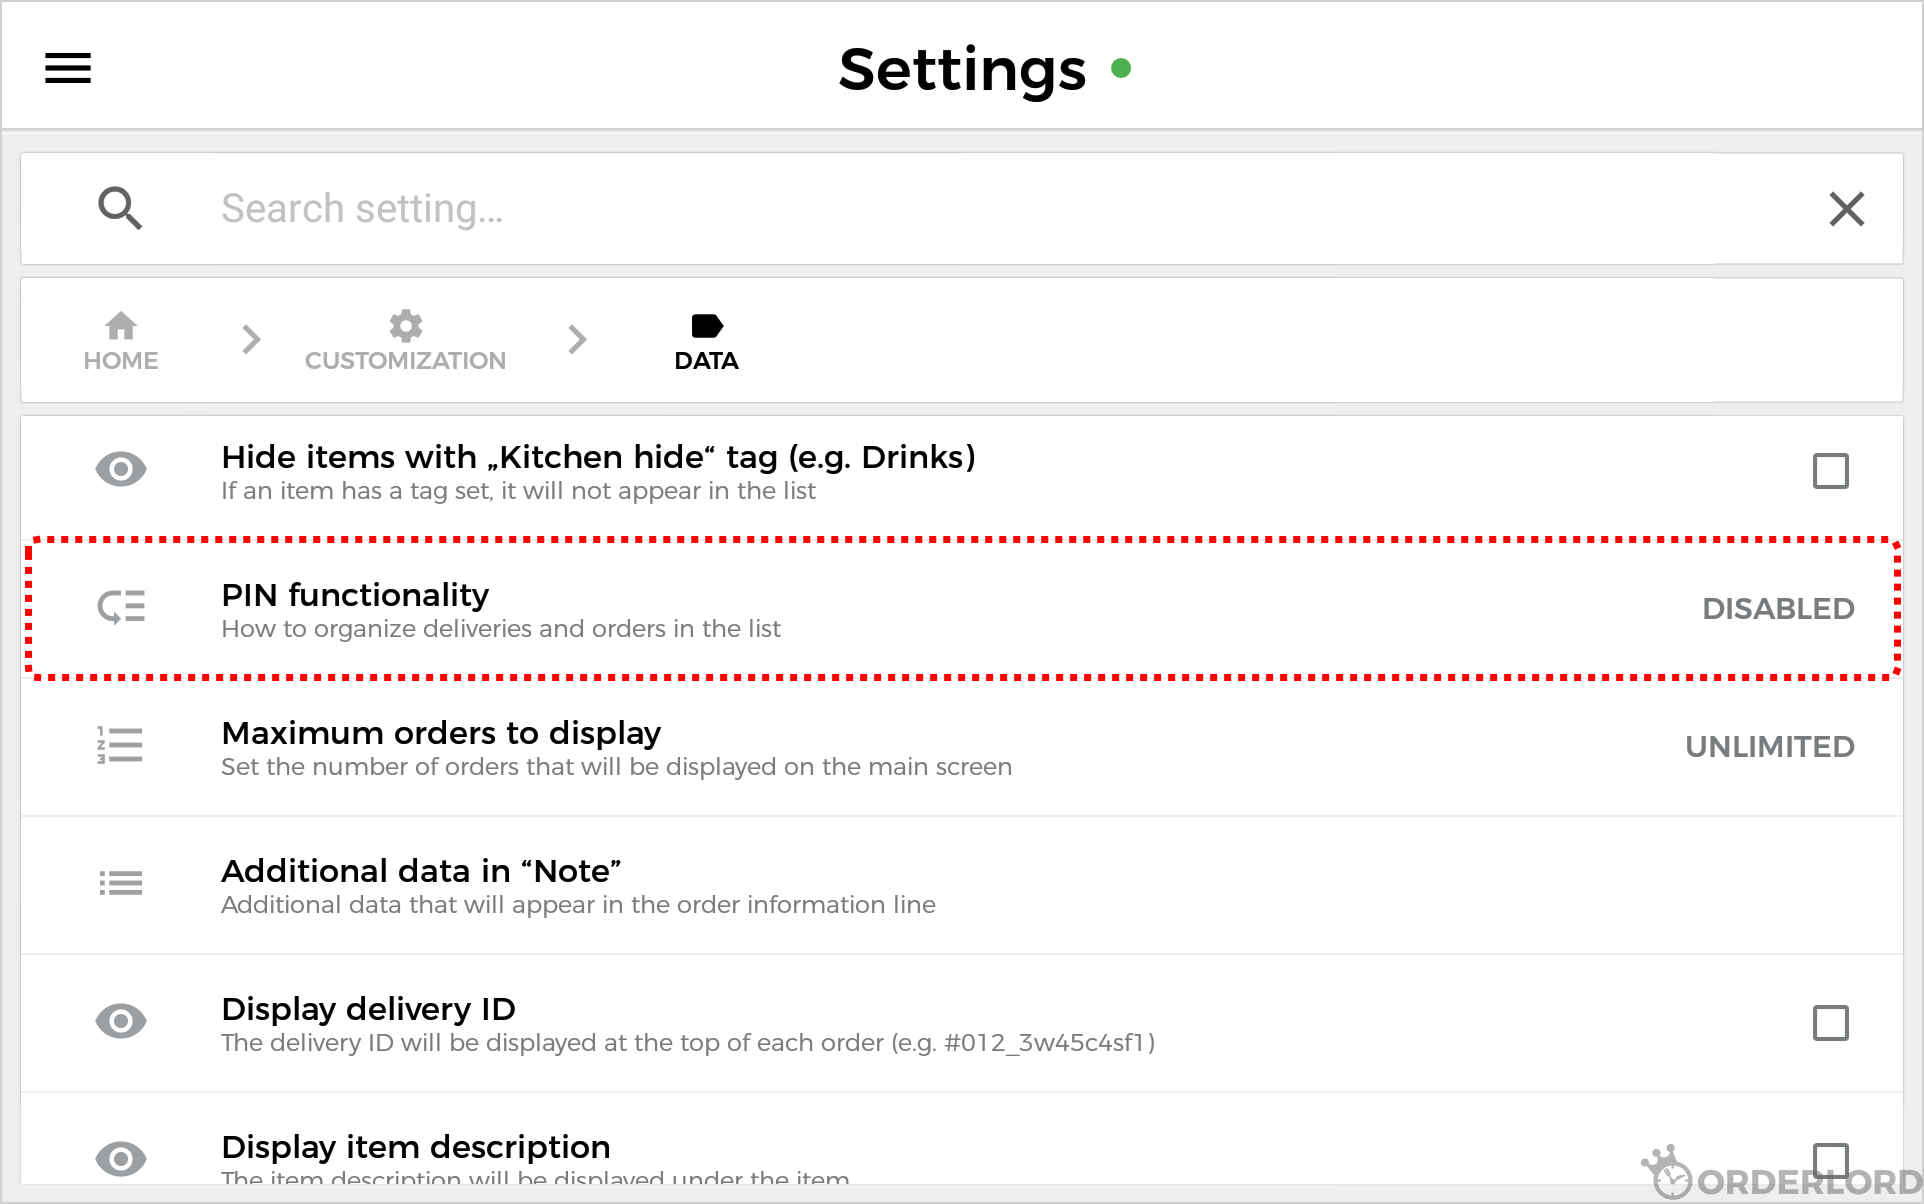 Settings
Search setting...
HOME
CUSTOMIZATION
DATA
Hide items with „Kitchen hide“ tag (e.g. Drinks)
If an item has a tag set, it will not appear in the list
PIN functionality
How to organize deliveries and orders in the list
DISABLED
1
2
3
Maximum orders to display
Set the number of orders that will be displayed on the main screen
UNLIMITED
Additional data in “Note”
Additional data that will appear in the order information line
Display delivery ID
The delivery ID will be displayed at the top of each order (e.g. #012_3w45c4sf1)
Display item description
The item description will be displayed under the item
ORDERLORD